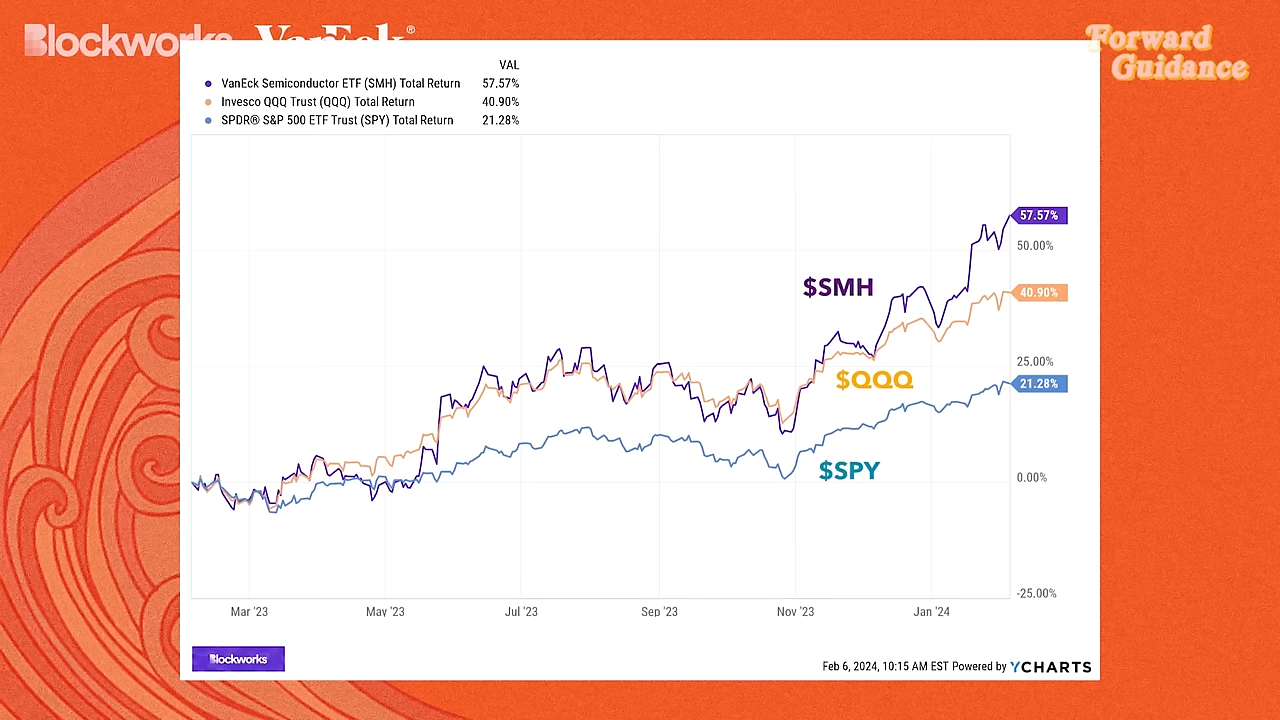 Blockworks VanEck®
Forward
Guidance
VAL
VanEck Semiconductor ETF (SMH) Total Return 57.57%
Invesco QQQ Trust (QQQ) Total Return 40.90%
SPDR® S&P 500 ETF Trust (SPY) Total Return 21.28%
57.57%
50.00%
$SMH
40.90%
25.00%
$QQQ
21.28%
$SPY
0.00%
-25.00%
Mar '23 May '23 Jul '23 Sep '23 Nov '23 Jan '24
Blockworks
Feb 6, 2024, 10:15 AM EST Powered by YCHARTS